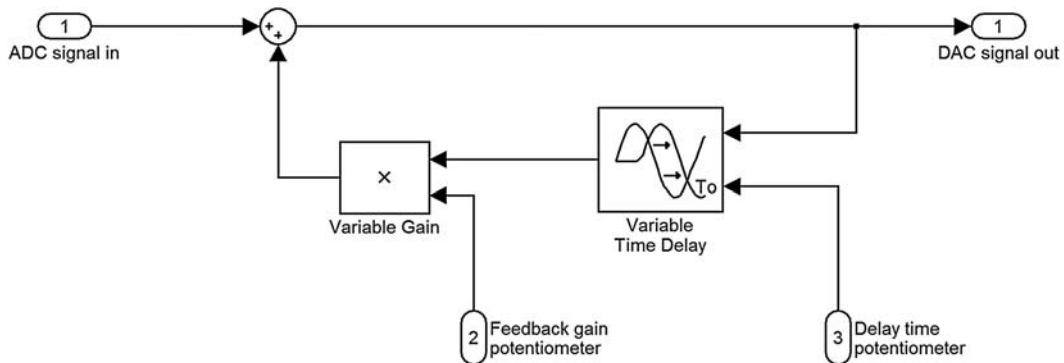 1
ADC signal in
+
+
1
DAC signal out
×
Variable Gain
To
Variable
Time Delay
2
Feedback gain
potentiometer
3
Delay time
potentiometer